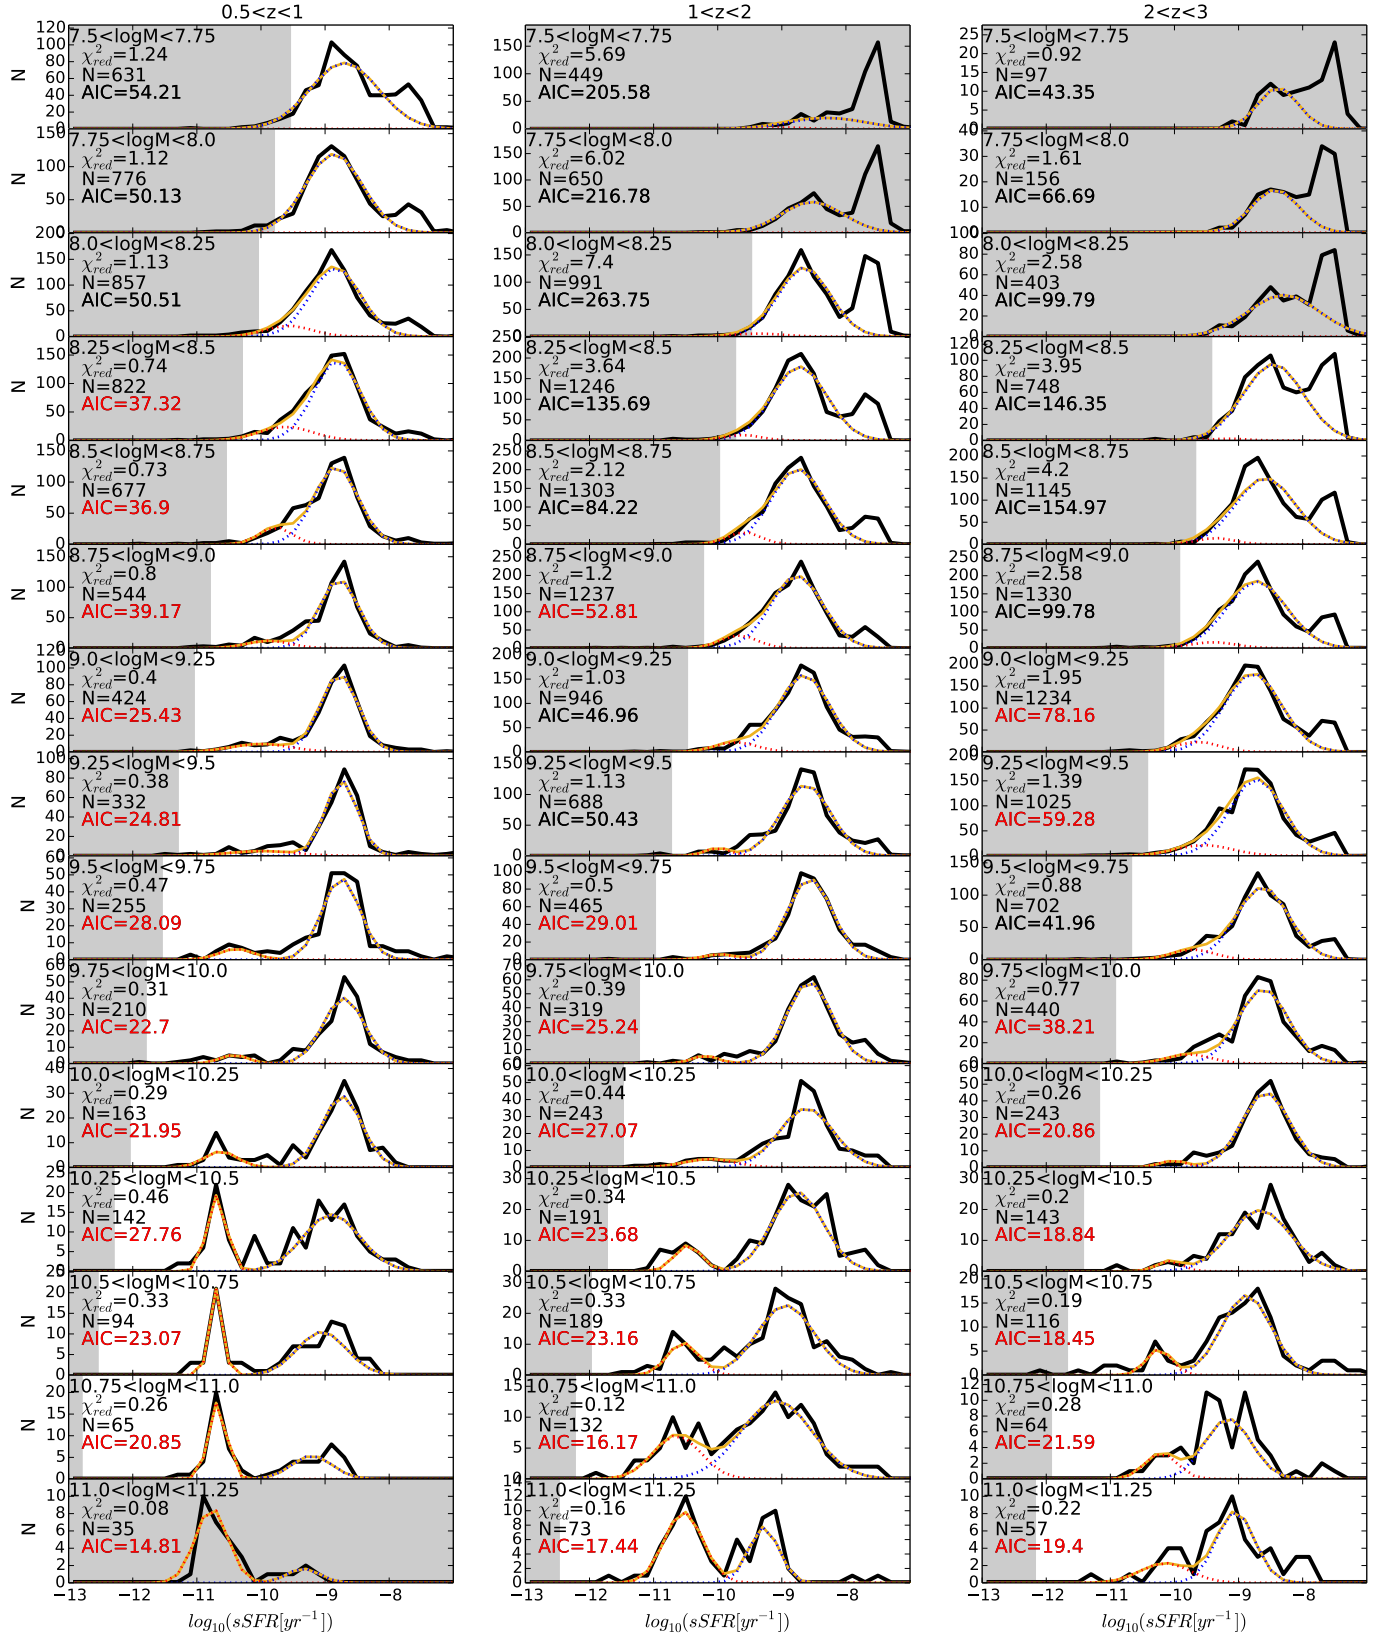 0.5<z<1
1<z<2
2<z<3
7.5<logM<7.75
χ²red=1.24
N=631
AIC=54.21
7.5<logM<7.75
χ²red=5.69
N=449
AIC=205.58
7.5<logM<7.75
χ²red=0.92
N=97
AIC=43.35
7.75<logM<8.0
χ²red=1.12
N=776
AIC=50.13
7.75<logM<8.0
χ²red=6.02
N=650
AIC=216.78
7.75<logM<8.0
χ²red=1.61
N=156
AIC=66.69
8.0<logM<8.25
χ²red=1.13
N=857
AIC=50.51
8.0<logM<8.25
χ²red=7.4
N=991
AIC=263.75
8.0<logM<8.25
χ²red=2.58
N=403
AIC=99.79
8.25<logM<8.5
χ²red=0.74
N=822
AIC=37.32
8.25<logM<8.5
χ²red=3.64
N=1246
AIC=135.69
8.25<logM<8.5
χ²red=3.95
N=748
AIC=146.35
8.5<logM<8.75
χ²red=0.73
N=677
AIC=36.9
8.5<logM<8.75
χ²red=2.12
N=1303
AIC=84.22
8.5<logM<8.75
χ²red=4.2
N=1145
AIC=154.97
8.75<logM<9.0
χ²red=0.8
N=544
AIC=39.17
8.75<logM<9.0
χ²red=1.2
N=1237
AIC=52.81
8.75<logM<9.0
χ²red=2.58
N=1330
AIC=99.78
9.0<logM<9.25
χ²red=0.4
N=424
AIC=25.43
9.0<logM<9.25
χ²red=1.03
N=946
AIC=46.96
9.0<logM<9.25
χ²red=1.95
N=1234
AIC=78.16
9.25<logM<9.5
χ²red=0.38
N=332
AIC=24.81
9.25<logM<9.5
χ²red=1.13
N=688
AIC=50.43
9.25<logM<9.5
χ²red=1.39
N=1025
AIC=59.28
9.5<logM<9.75
χ²red=0.47
N=255
AIC=28.09
9.5<logM<9.75
χ²red=0.5
N=465
AIC=29.01
9.5<logM<9.75
χ²red=0.88
N=702
AIC=41.96
9.75<logM<10.0
χ²red=0.31
N=210
AIC=22.7
9.75<logM<10.0
χ²red=0.39
N=319
AIC=25.24
9.75<logM<10.0
χ²red=0.77
N=440
AIC=38.21
10.0<logM<10.25
χ²red=0.29
N=163
AIC=21.95
10.0<logM<10.25
χ²red=0.44
N=243
AIC=27.07
10.0<logM<10.25
χ²red=0.26
N=243
AIC=20.86
10.25<logM<10.5
χ²red=0.46
N=142
AIC=27.76
10.25<logM<10.5
χ²red=0.34
N=191
AIC=23.68
10.25<logM<10.5
χ²red=0.2
N=143
AIC=18.84
10.5<logM<10.75
χ²red=0.33
N=94
AIC=23.07
10.5<logM<10.75
χ²red=0.33
N=189
AIC=23.16
10.5<logM<10.75
χ²red=0.19
N=116
AIC=18.45
10.75<logM<11.0
χ²red=0.26
N=65
AIC=20.85
10.75<logM<11.0
χ²red=0.12
N=132
AIC=16.17
10.75<logM<11.0
χ²red=0.28
N=64
AIC=21.59
11.0<logM<11.25
χ²red=0.08
N=35
AIC=14.81
11.0<logM<11.25
χ²red=0.16
N=73
AIC=17.44
11.0<logM<11.25
χ²red=0.22
N=57
AIC=19.4
−13 −12 −11 −10 −9 −8
−13 −12 −11 −10 −9 −8
−13 −12 −11 −10 −9 −8
log₁₀(sSFR[yr⁻¹])
log₁₀(sSFR[yr⁻¹])
log₁₀(sSFR[yr⁻¹])